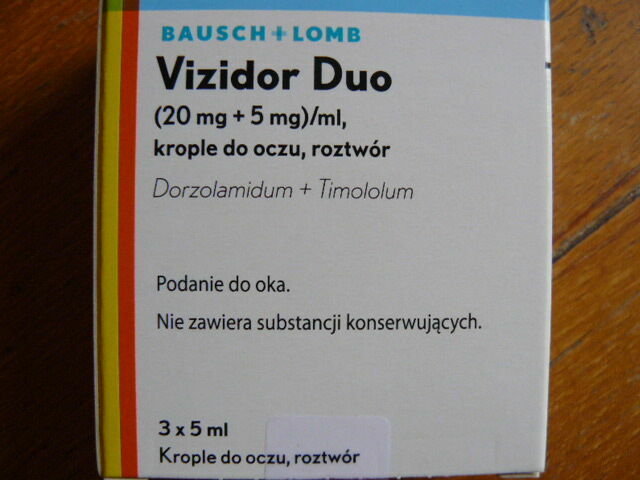 BAUSCH + LOMB
Vizidor Duo
(20 mg + 5 mg)/ml,
krople do oczu, roztwór
Dorzolamidum + Timololum
Podanie do oka.
Nie zawiera substancji konserwujących.
3 x 5 ml
Krople do oczu, roztwór